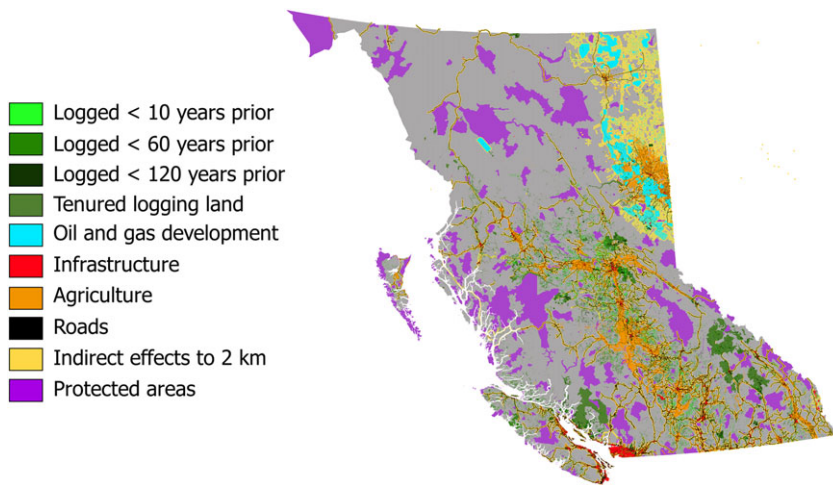 Logged < 10 years prior
Logged < 60 years prior
Logged < 120 years prior
Tenured logging land
Oil and gas development
Infrastructure
Agriculture
Roads
Indirect effects to 2 km
Protected areas